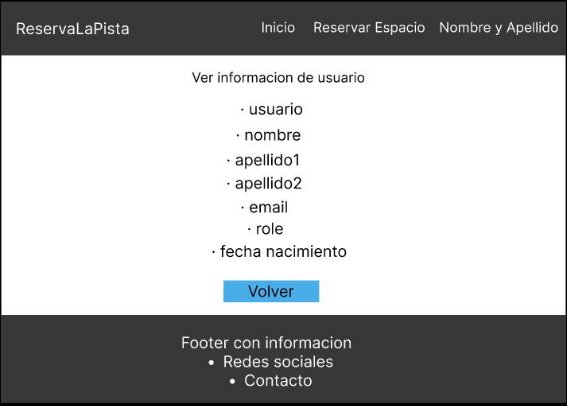 ReservaLaPista
Inicio Reservar Espacio Nombre y Apellido
Ver informacion de usuario
· usuario
· nombre
· apellido1
· apellido2
· email
· role
· fecha nacimiento
Volver
Footer con informacion
• Redes sociales
• Contacto